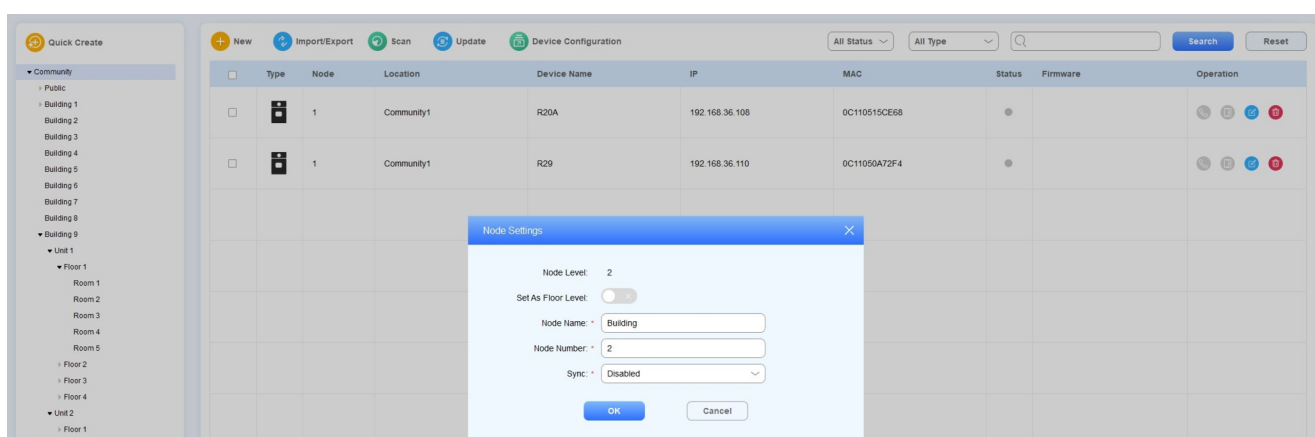 Quick Create
New
Import/Export
Scan
Update
Device Configuration
All Status
All Type
Search
Reset
Community
Public
Building 1
Building 2
Building 3
Building 4
Building 5
Building 6
Building 7
Building 8
Building 9
Unit 1
Floor 1
Room 1
Room 2
Room 3
Room 4
Room 5
Floor 2
Floor 3
Floor 4
Unit 2
Floor 1
Type Node Location Device Name IP MAC Status Firmware Operation
1 Community1 R20A 192.168.36.108 0C110515CE68
1 Community1 R29 192.168.36.110 0C11050A72F4
Node Settings
Node Level: 2
Set As Floor Level:
Node Name: * Building
Node Number: * 2
Sync: * Disabled
OK
Cancel